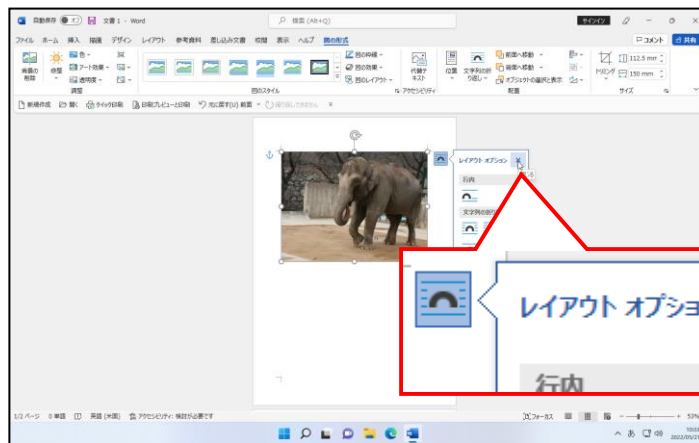 自動保存 オフ 文書 1 - Word 検索 (Alt+Q) サインイン
ファイル ホーム 挿入 描画 デザイン レイアウト 参考資料 差し込み文書 校閲 表示 ヘルプ 図の形式 コメント 共有
背景の削除 修整 色 アート効果 透明度 図の枠線 図の効果 図のレイアウト 代替テキスト 位置 文字列の折り返し 前面へ移動 背面へ移動 オブジェクトの選択と表示 トリミング 112.5 mm 150 mm
調整 図のスタイル アクセシビリティ 配置 サイズ
新規作成 開く クイック印刷 印刷プレビューと印刷 元に戻す(U) 前面
レイアウト オプション
閉じる
行内
文字列の折り
レイアウト オプショ
行内
1/2 ページ 0 単語 英語 (米国) アクセシビリティ: 検討が必要です フォーカス 53%
あ